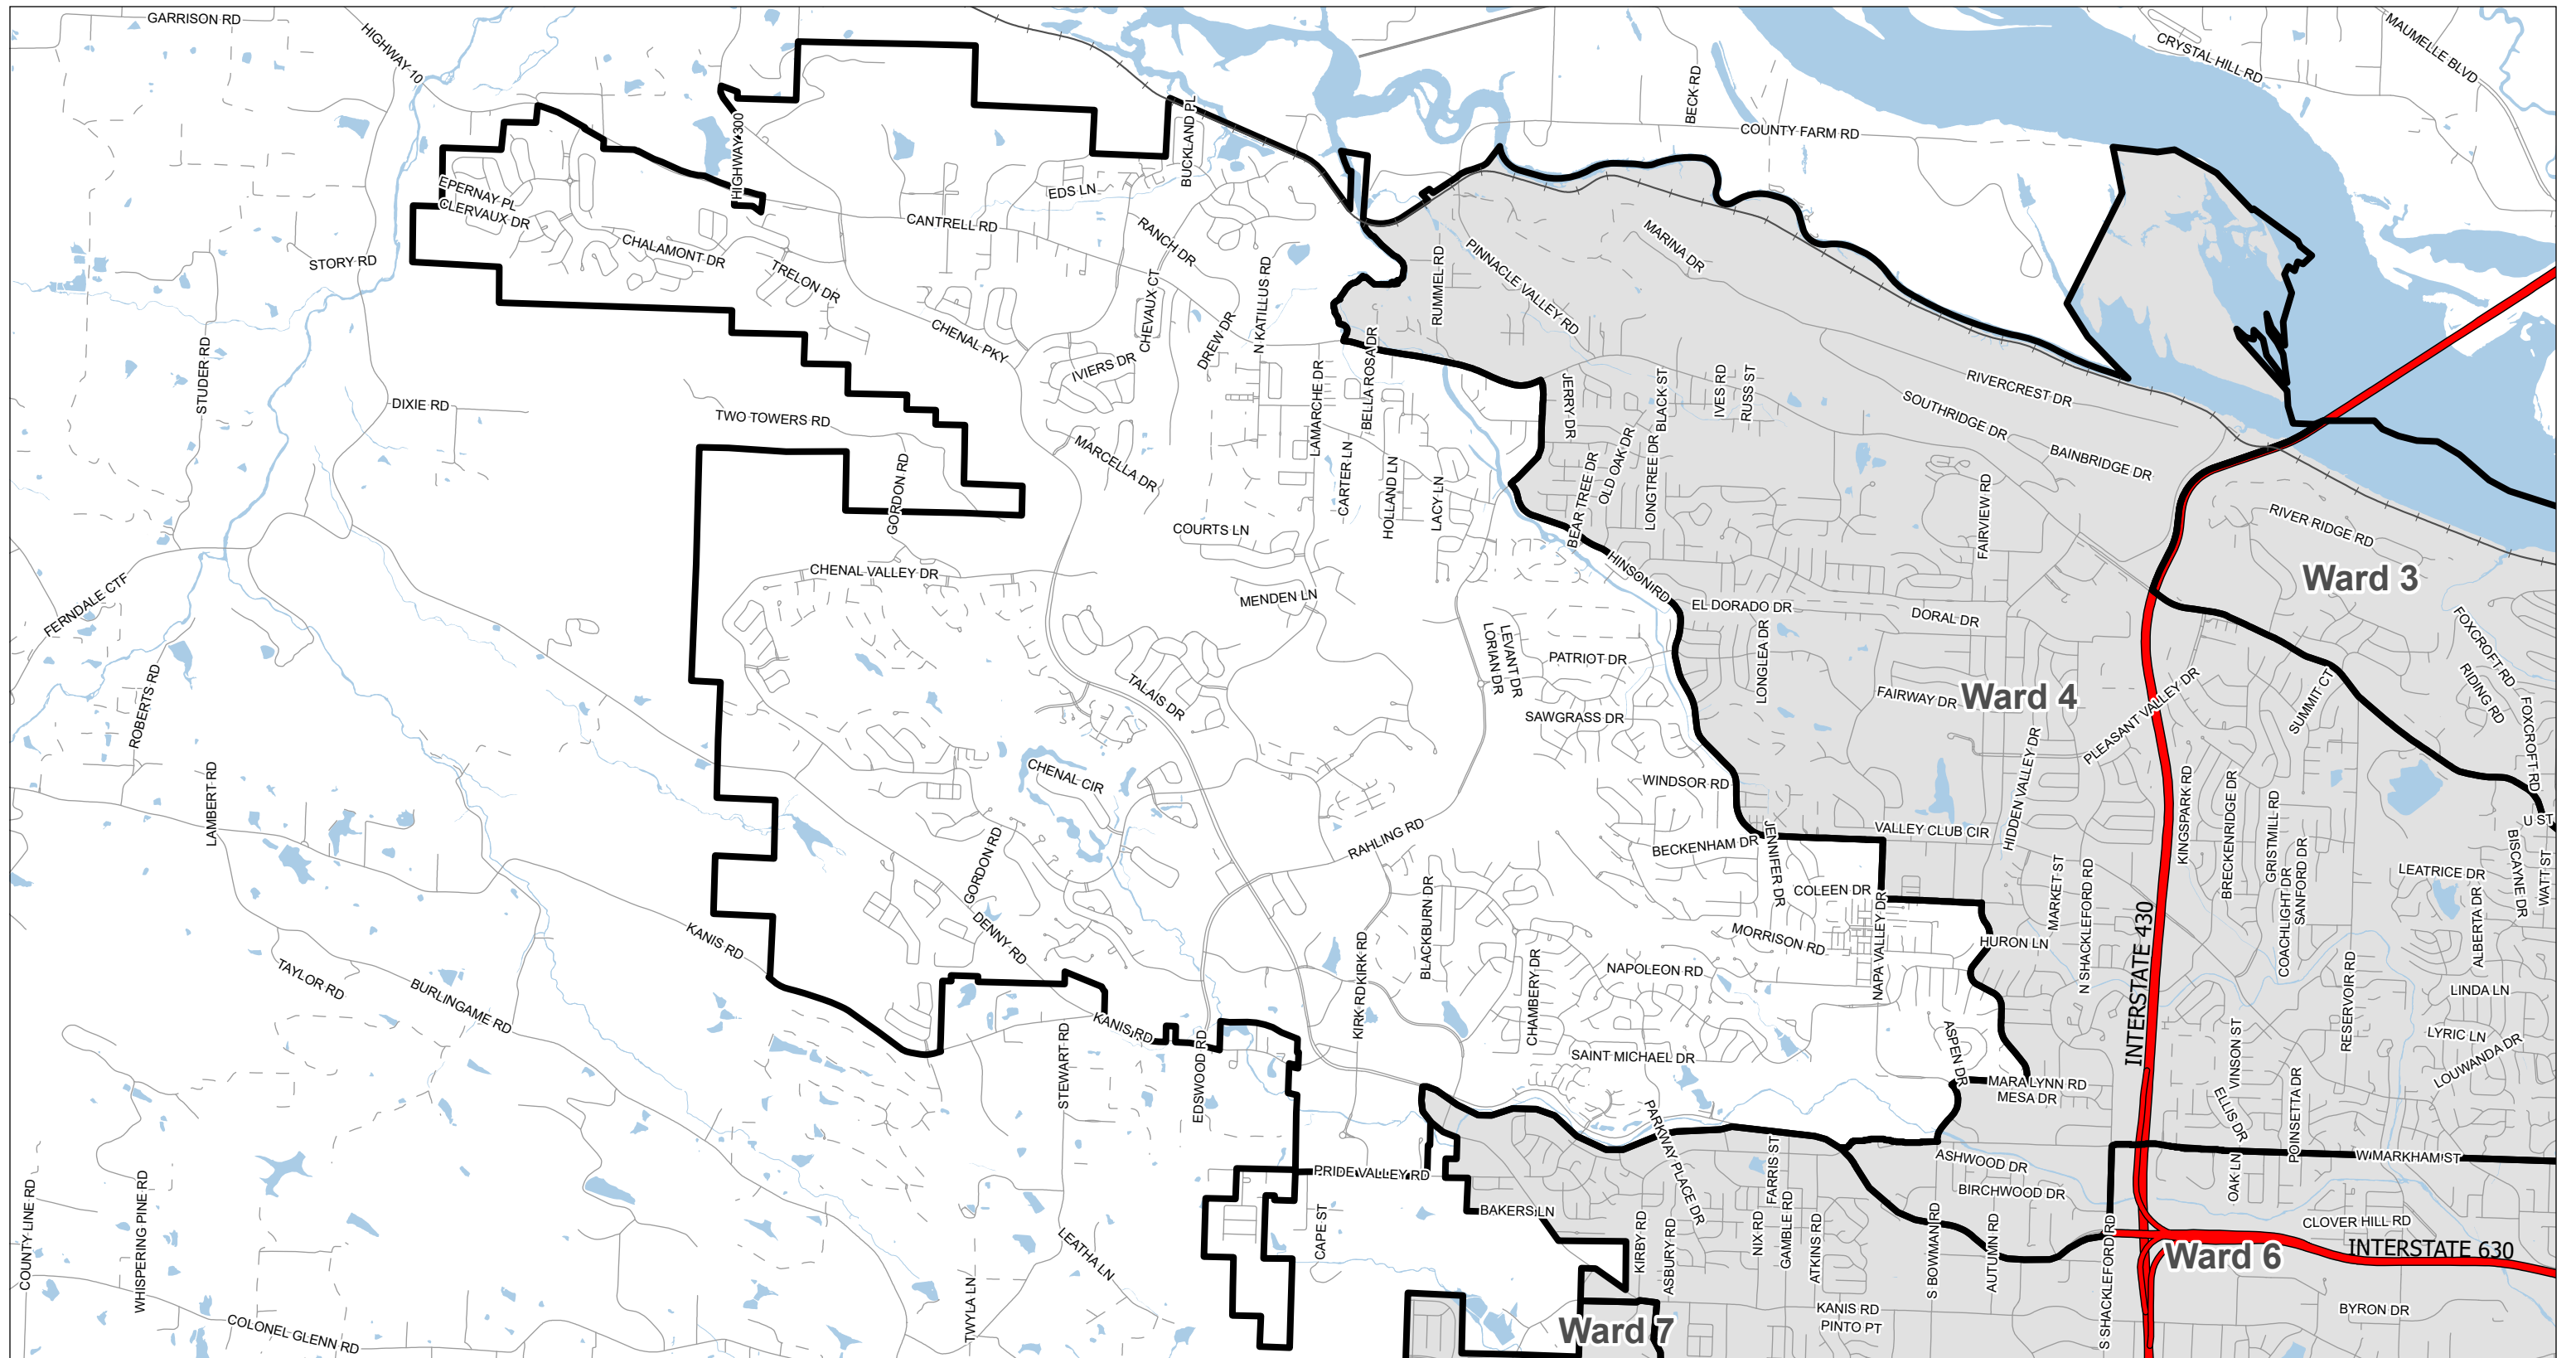 GARRISON RD
HIGHWAY 10
MAUMELLE BLVD
CRYSTAL HILL RD
BECK RD
COUNTY FARM RD
HIGHWAY 300
BUCKLAND PL
EDS LN
EPERNAY PL
CLERVAUX DR
CANTRELL RD
RANCH DR
CHALAMONT DR
STORY RD
TRELON DR
N KATILLUS RD
RUMMEL RD
PINNACLE VALLEY RD
MARINA DR
CHEVAUX CT
DREW DR
CHENAL PKY
IVIERS DR
STUDER RD
DIXIE RD
TWO TOWERS RD
GORDON RD
MARCELLA DR
LAMARCHE DR
BELLA ROSA DR
CARTER LN
HOLLAND LN
LACY LN
JERRY DR
BEAR TREE DR
OLD OAK DR
LONGTREE DR
BLACK ST
IVES RD
RUSS ST
RIVERCREST DR
SOUTHRIDGE DR
BAINBRIDGE DR
FAIRVIEW RD
RIVER RIDGE RD
COURTS LN
CHENAL VALLEY DR
MENDEN LN
HINSON RD
EL DORADO DR
DORAL DR
Ward 3
FERNDALE CTF
ROBERTS RD
LEVANT DR
LORIAN DR
PATRIOT DR
LONGLEA DR
FAIRWAY DR
Ward 4
PLEASANT VALLEY DR
SUMMIT CT
FOXCROFT RD
RIDING RD
FOXCROFT RD
TALAIS DR
SAWGRASS DR
HIDDEN VALLEY DR
CHENAL CIR
WINDSOR RD
LAMBERT RD
RAHLING RD
BECKENHAM DR
JENNIFER DR
VALLEY CLUB CIR
KINGSPARK RD
BRECKENRIDGE DR
GRISTMILL RD
COACHLIGHT DR
SANFORD DR
U ST
BISCAYNE DR
WATT ST
LEATRICE DR
ALBERTA DR
GORDON RD
COLEEN DR
MARKET ST
N SHACKLEFORD RD
KANIS RD
DENNY RD
BLACKBURN DR
KIRK RD
KIRK RD
CHAMBERY DR
MORRISON RD
NAPA VALLEY DR
HURON LN
INTERSTATE 430
NAPOLEON RD
TAYLOR RD
BURLINGAME RD
RESERVOIR RD
LINDA LN
LYRIC LN
LOUWANDA DR
KANIS RD
STEWART RD
EDSWOOD RD
SAINT MICHAEL DR
ASPEN DR
MARA LYNN RD
MESA DR
VINSON ST
ELLIS DR
POINSETTA DR
PARKWAY PLACE DR
FARRIS ST
ASHWOOD DR
BIRCHWOOD DR
OAK LN
W MARKHAM ST
PRIDE VALLEY RD
BAKERS LN
COUNTY LINE RD
WHISPERING PINE RD
CAPE ST
LEATHA LN
TWYLA LN
KIRBY RD
ASBURY RD
NIX RD
GAMBLE RD
ATKINS RD
S BOWMAN RD
AUTUMN RD
S SHACKLEFORD RD
CLOVER HILL RD
INTERSTATE 630
Ward 6
COLONEL GLENN RD
Ward 7
KANIS RD
PINTO PT
BYRON DR